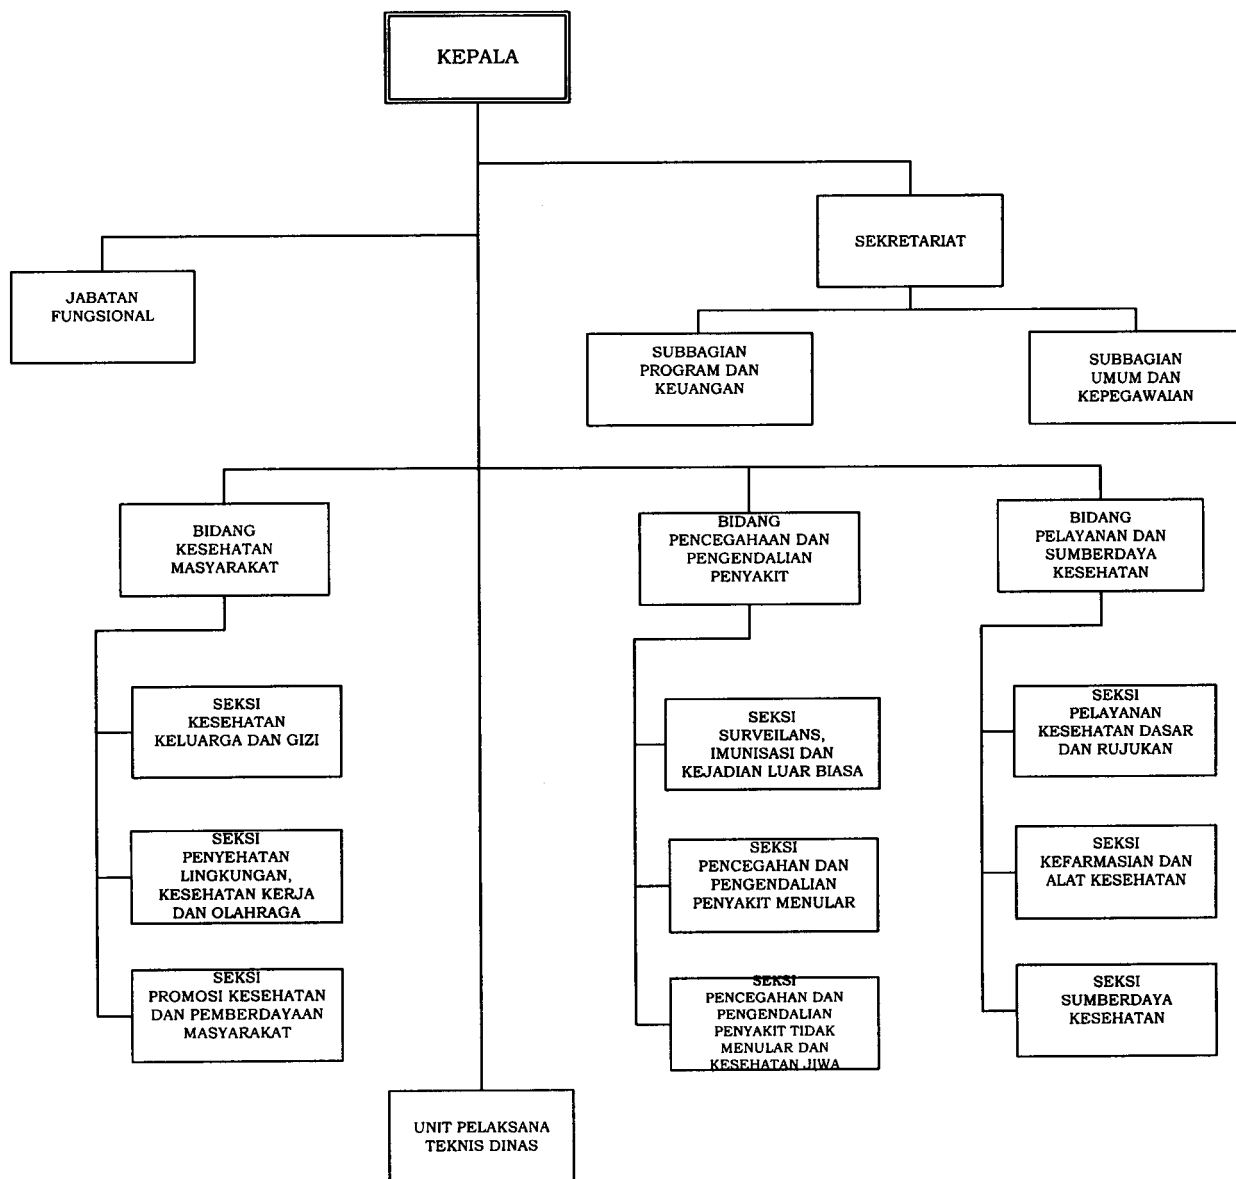 KEPALA
SEKRETARIAT
JABATAN
FUNGSIONAL
SUBBAGIAN
PROGRAM DAN
KEUANGAN
SUBBAGIAN
UMUM DAN
KEPEGAWAIAN
BIDANG
KESEHATAN
MASYARAKAT
BIDANG
PENCEGAHAAN DAN
PENGENDALIAN
PENYAKIT
BIDANG
PELAYANAN DAN
SUMBERDAYA
KESEHATAN
SEKSI
KESEHATAN
KELUARGA DAN GIZI
SEKSI
SURVEILANS,
IMUNISASI DAN
KEJADIAN LUAR BIASA
SEKSI
PELAYANAN
KESEHATAN DASAR
DAN RUJUKAN
SEKSI
PENYEHATAN
LINGKUNGAN,
KESEHATAN KERJA
DAN OLAHRAGA
SEKSI
PENCEGAHAN DAN
PENGENDALIAN
PENYAKIT MENULAR
SEKSI
KEFARMASIAN DAN
ALAT KESEHATAN
SEKSI
PROMOSI KESEHATAN
DAN PEMBERDAYAAN
MASYARAKAT
SEKSI
PENCEGAHAN DAN
PENGENDALIAN
PENYAKIT TIDAK
MENULAR DAN
KESEHATAN JIWA
SEKSI
SUMBERDAYA
KESEHATAN
UNIT PELAKSANA
TEKNIS DINAS